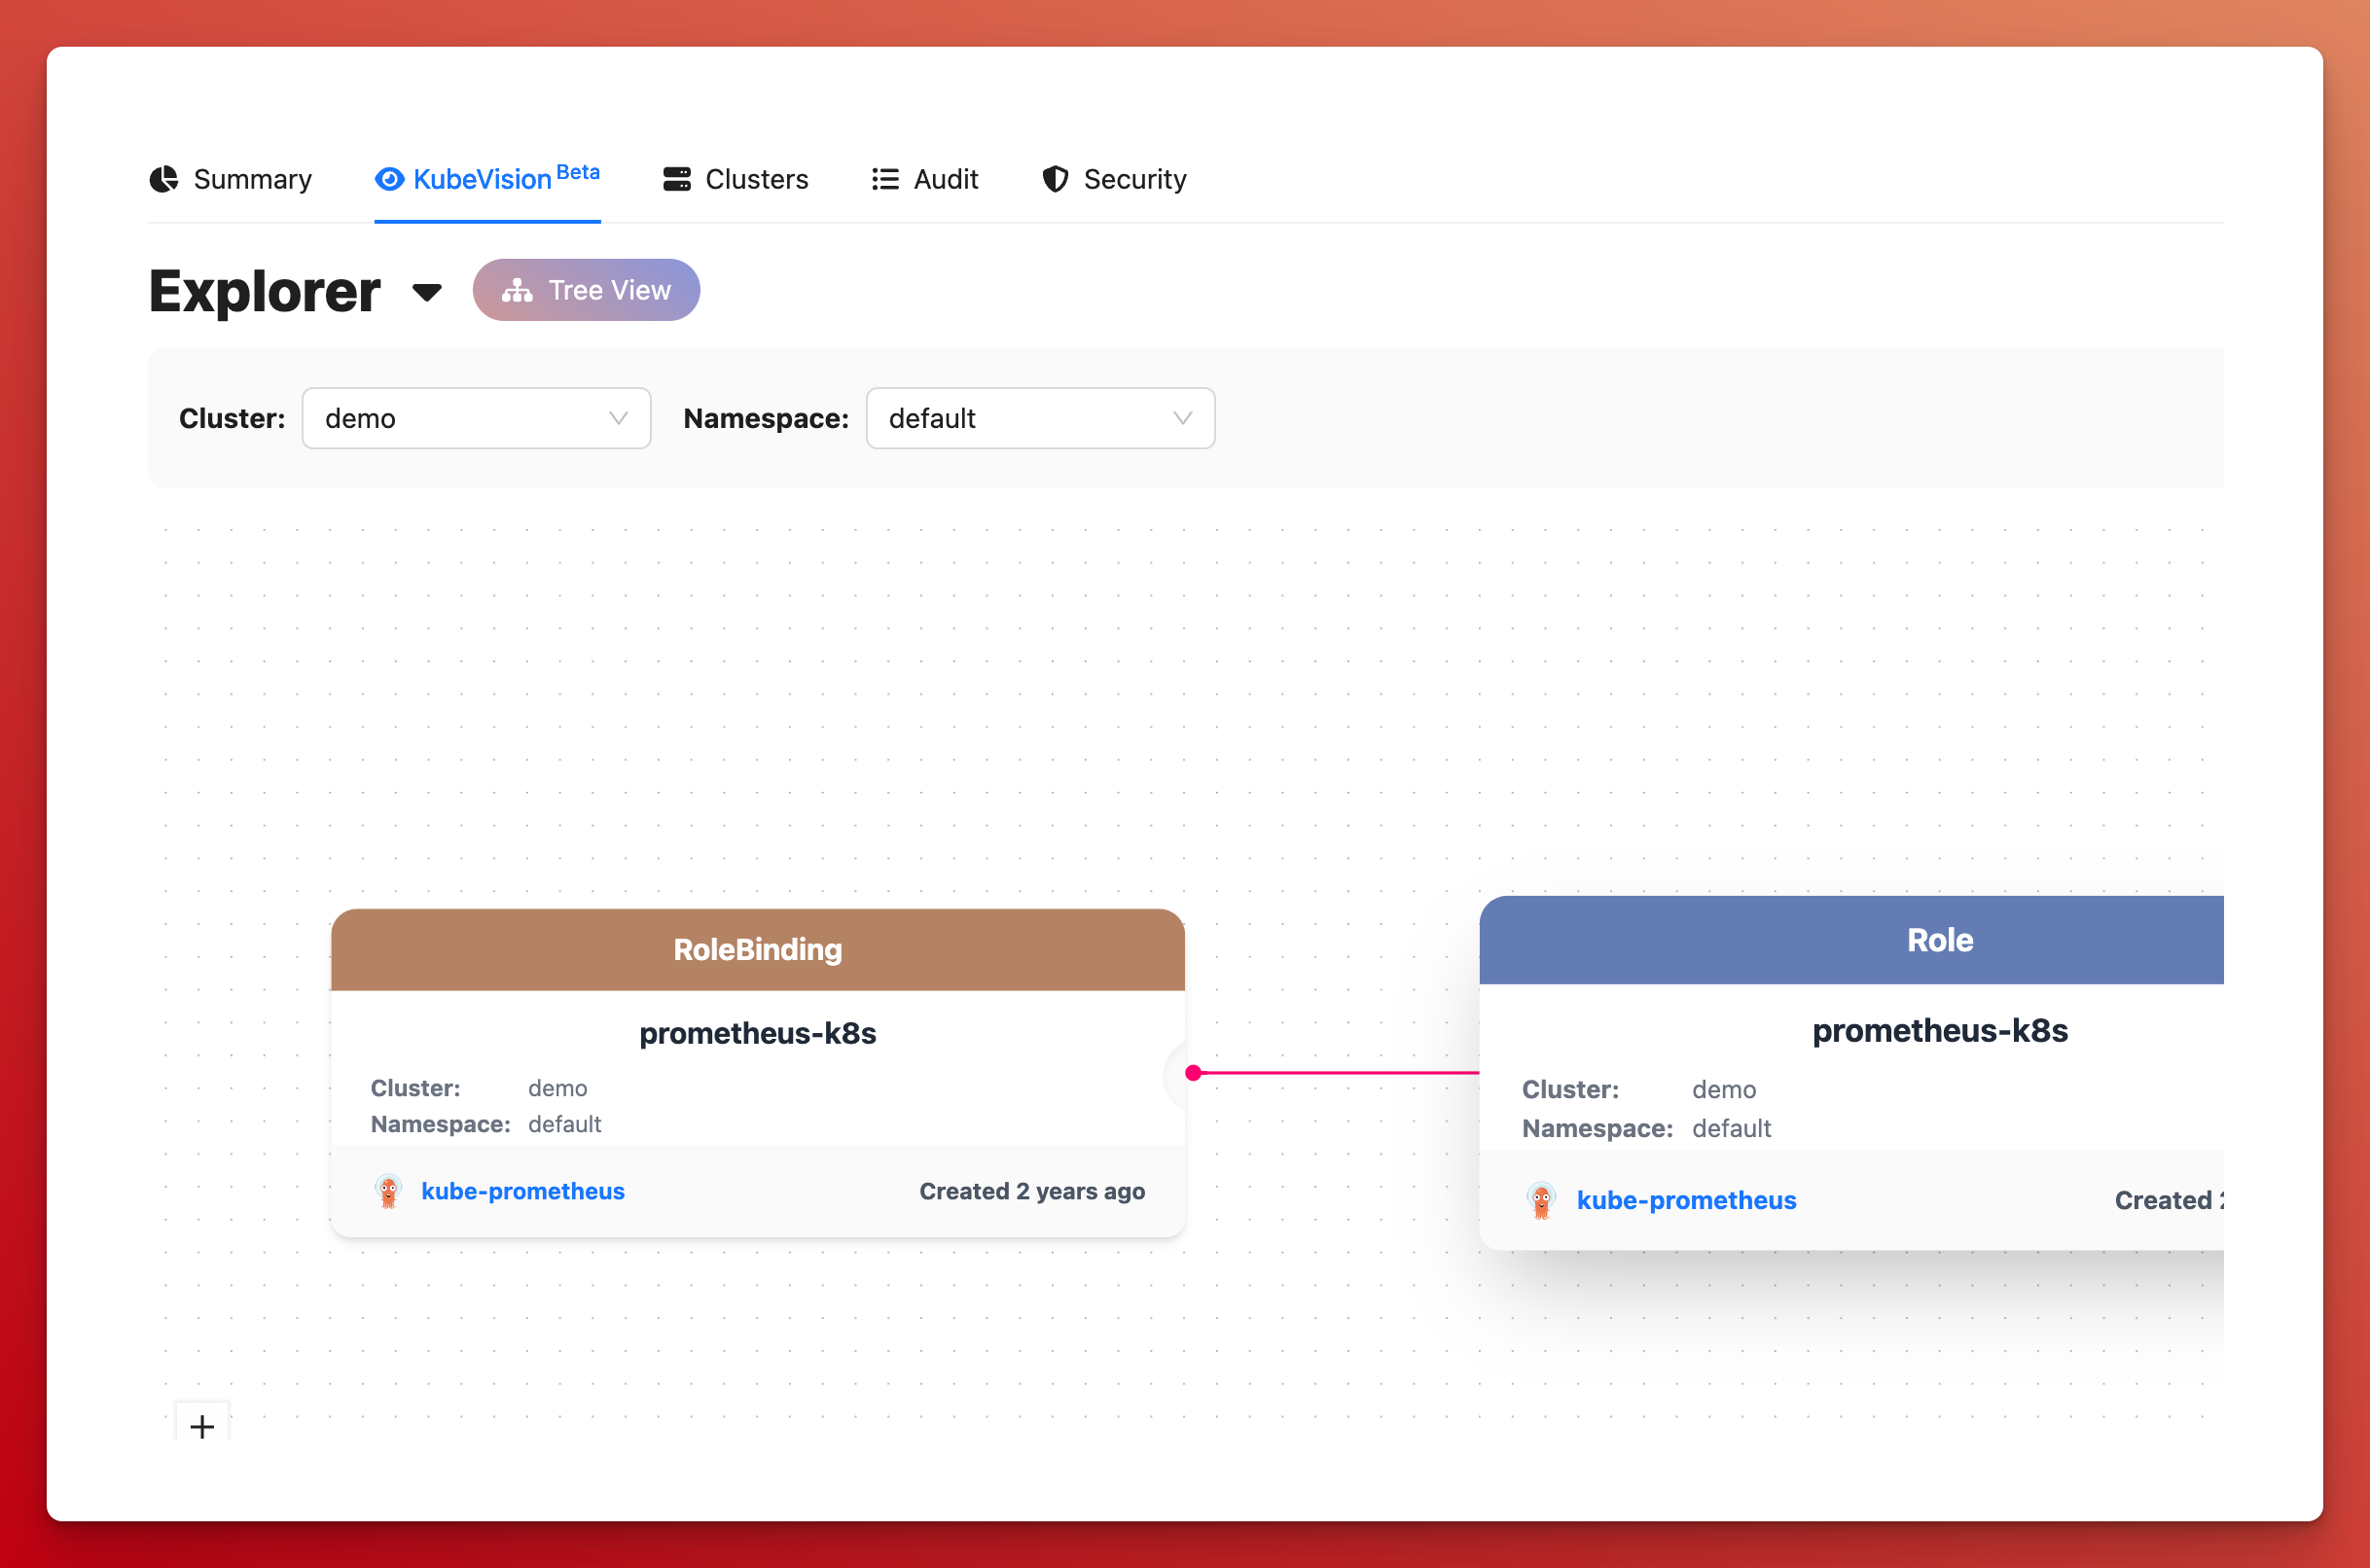 Summary KubeVision Beta Clusters Audit Security
Explorer Tree View
Cluster: demo Namespace: default
RoleBinding
prometheus-k8s
Cluster: demo
Namespace: default
kube-prometheus Created 2 years ago
Role
prometheus-k8s
Cluster: demo
Namespace: default
kube-prometheus Created